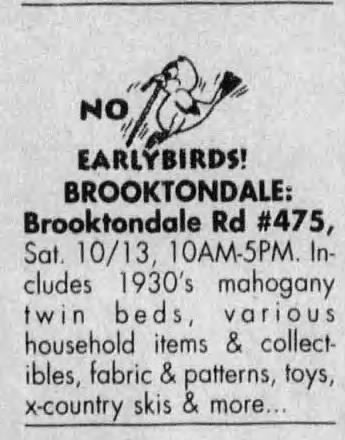 NO
EARLYBIRDS!
BROOKTONDALE:
Brooktondale Rd #475,
Sat. 10/13, 10AM-5PM. In-
cludes 1930's mahogany
twin beds, various
household items & collect-
ibles, fabric & patterns, toys,
x-country skis & more...